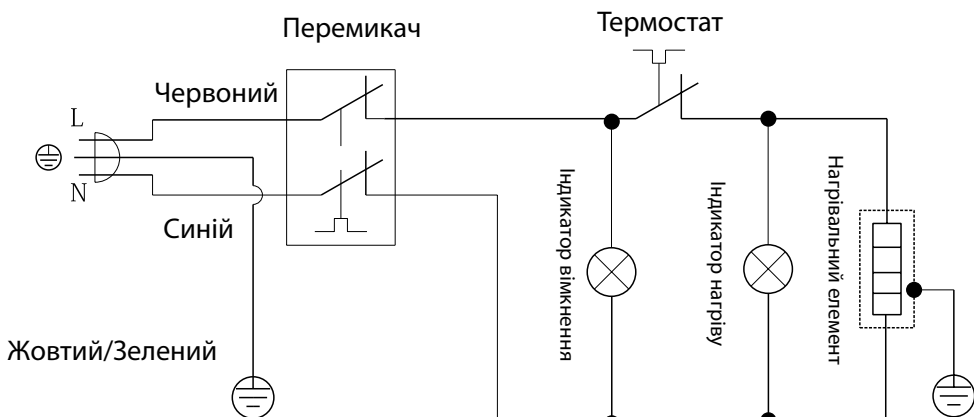 Перемикач
Термостат
Червоний
L
N
Синій
Жовтий/Зелений
Індикатор вімкнення
Індикатор нагріву
Нагрівальний елемент